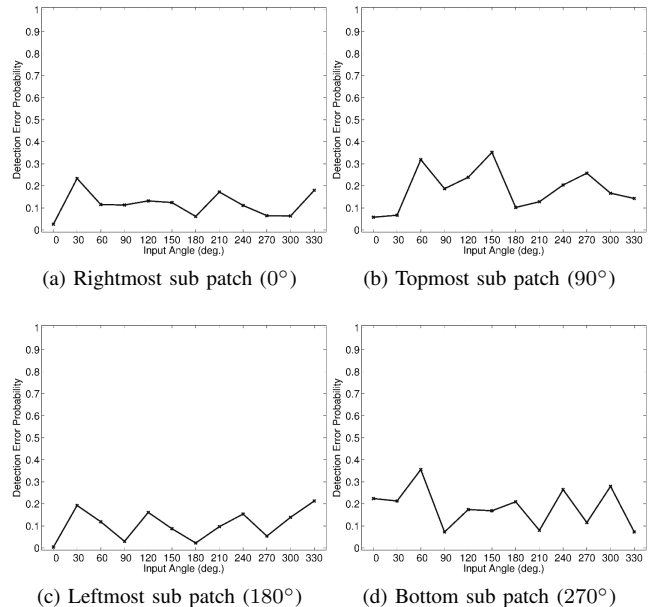 1
0.9
0.8
0.7
0.6
0.5
0.4
0.3
0.2
0.1
0
Detection Error Probability
0 30 60 90 120 150 180 210 240 270 300 330
Input Angle (deg.)
(a) Rightmost sub patch (0°)
1
0.9
0.8
0.7
0.6
0.5
0.4
0.3
0.2
0.1
0
Detection Error Probability
0 30 60 90 120 150 180 210 240 270 300 330
Input Angle (deg.)
(b) Topmost sub patch (90°)
1
0.9
0.8
0.7
0.6
0.5
0.4
0.3
0.2
0.1
0
Detection Error Probability
0 30 60 90 120 150 180 210 240 270 300 330
Input Angle (deg.)
(c) Leftmost sub patch (180°)
1
0.9
0.8
0.7
0.6
0.5
0.4
0.3
0.2
0.1
0
Detection Error Probability
0 30 60 90 120 150 180 210 240 270 300 330
Input Angle (deg.)
(d) Bottom sub patch (270°)